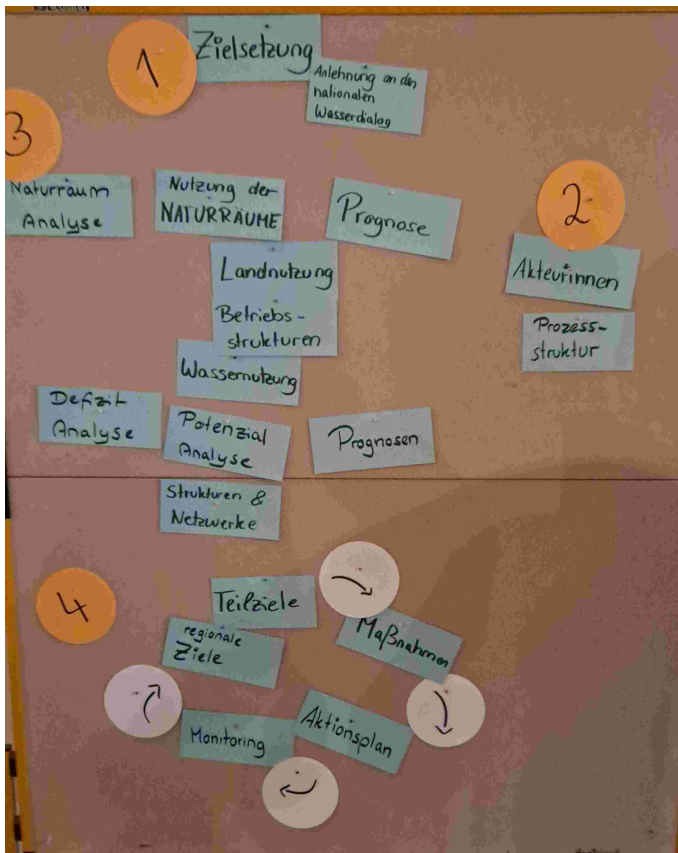 1
Zielsetzung
Anlehnung an den
nationalen
Wasserdialog
3
Naturraum
Analyse
Nutzung der
NATURRÄUME
Prognose
2
Akteurinnen
Prozess-
struktur
Landnutzung
Betriebs-
strukturen
Wassernutzung
Defizit
Analyse
Potenzial
Analyse
Prognosen
Strukturen &
Netzwerke
4
Teilziele
regionale
Ziele
Maßnahmen
Aktionsplan
Monitoring